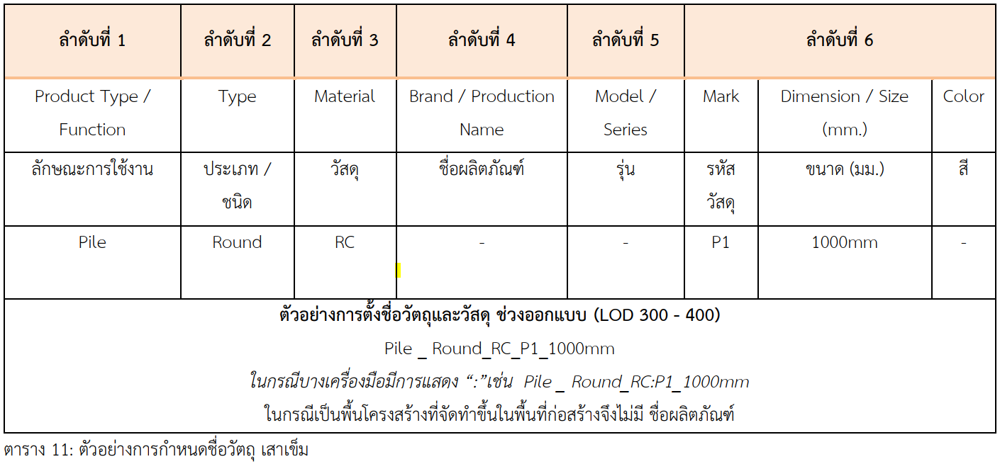 ลำดับที่ 1 ลำดับที่ 2 ลำดับที่ 3 ลำดับที่ 4 ลำดับที่ 5 ลำดับที่ 6
Product Type / Type Material Brand / Production Model / Mark Dimension / Size Color
Function Name Series (mm.)
ลักษณะการใช้งาน ประเภท / วัสดุ ชื่อผลิตภัณฑ์ รุ่น รหัส ขนาด (มม.) สี
ชนิด วัสดุ
Pile Round RC - - P1 1000mm -
ตัวอย่างการตั้งชื่อวัตถุและวัสดุ ช่วงออกแบบ (LOD 300 - 400)
Pile _ Round_RC_P1_1000mm
ในกรณีบางเครื่องมือมีการแสดง “:”เช่น Pile _ Round_RC:P1_1000mm
ในกรณีเป็นพื้นโครงสร้างที่จัดทำขึ้นในพื้นที่ก่อสร้างจึงไม่มี ชื่อผลิตภัณฑ์
ตาราง 11: ตัวอย่างการกำหนดชื่อวัตถุ เสาเข็ม